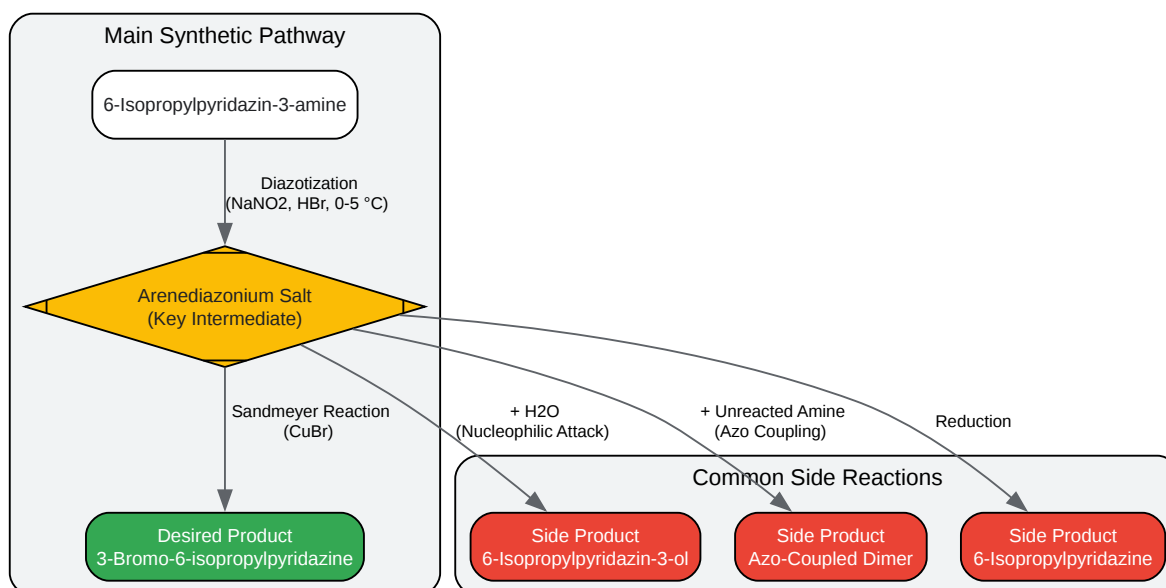 Main Synthetic Pathway
6-Isopropylpyridazin-3-amine
Diazotization
(NaNO2, HBr, 0-5 °C)
Arenediazonium Salt
(Key Intermediate)
Sandmeyer Reaction
(CuBr)
+ H2O
(Nucleophilic Attack)
+ Unreacted Amine
(Azo Coupling)
Reduction
Common Side Reactions
Desired Product
3-Bromo-6-isopropylpyridazine
Side Product
6-Isopropylpyridazin-3-ol
Side Product
Azo-Coupled Dimer
Side Product
6-Isopropylpyridazine